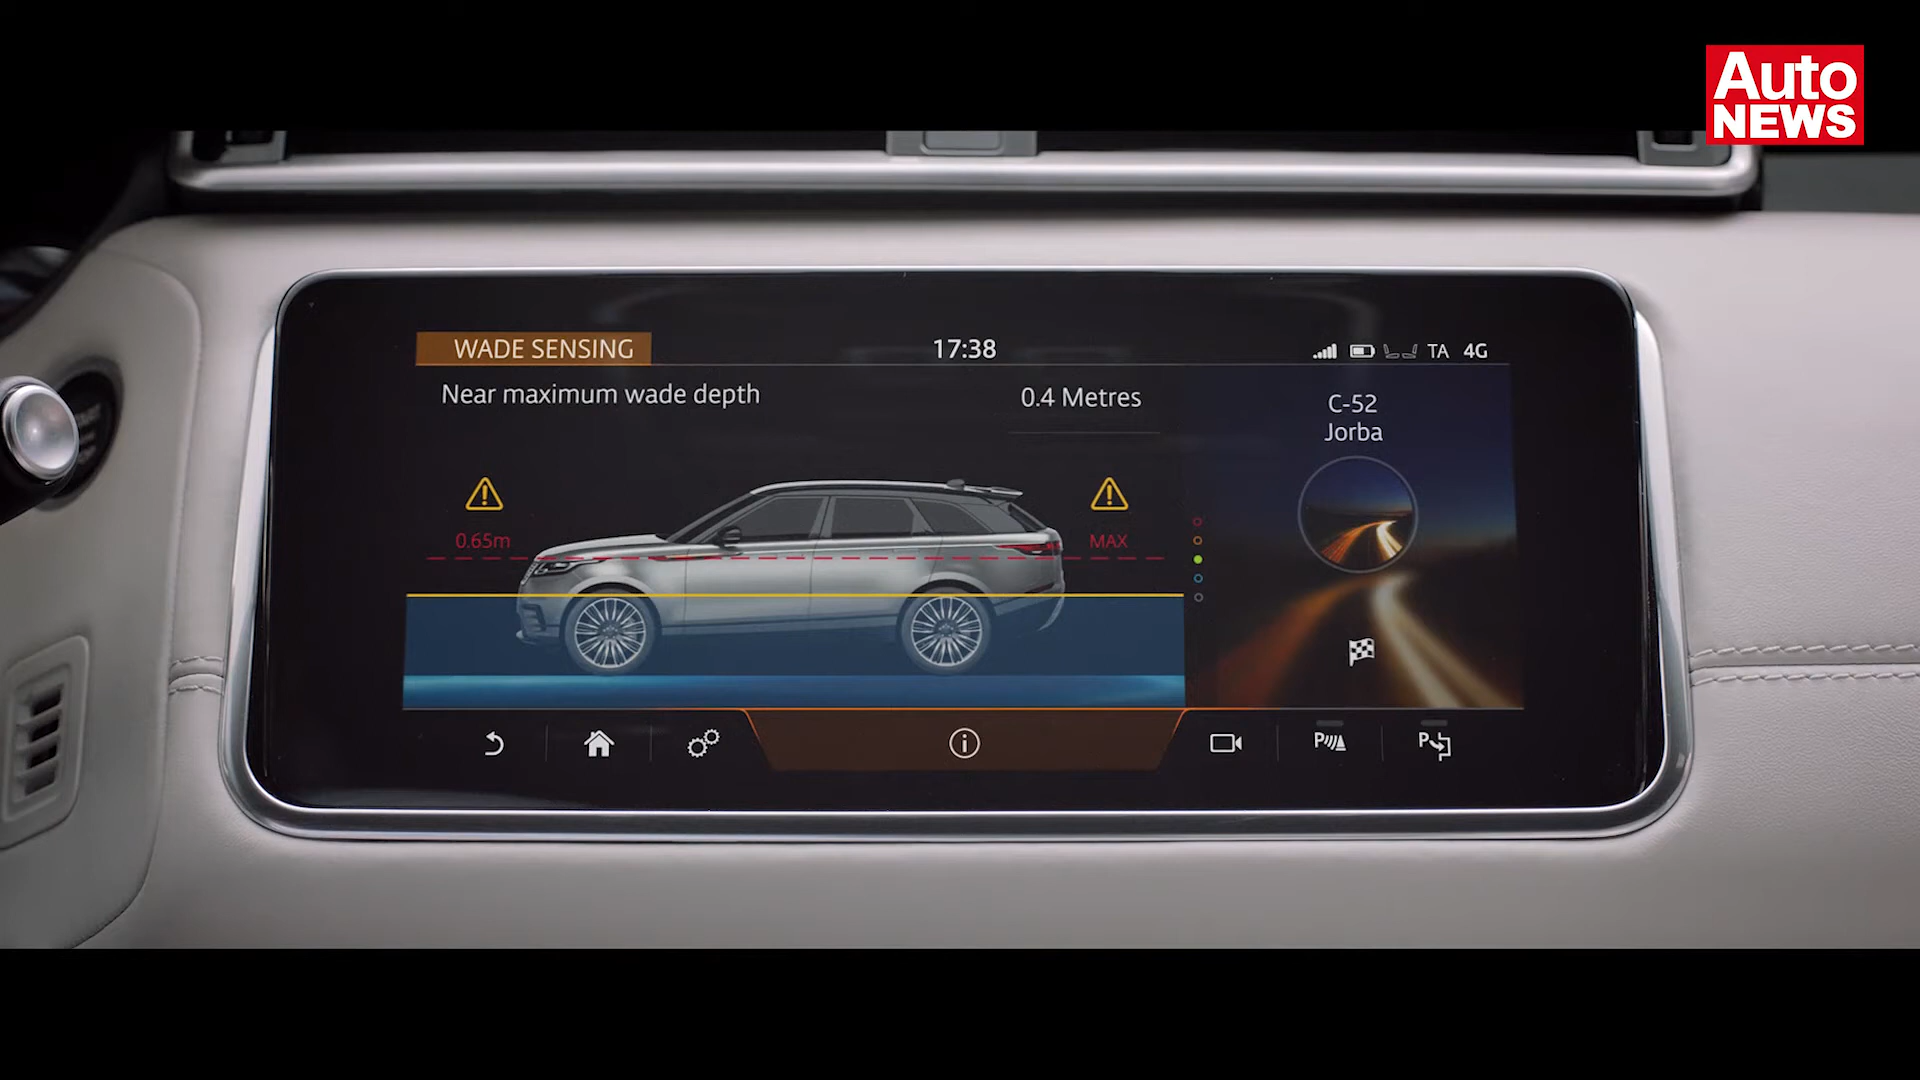 Auto
NEWS
WADE SENSING
17:38
TA 4G
Near maximum wade depth
0.4 Metres
C-52
Jorba
0.65m
MAX
P
P